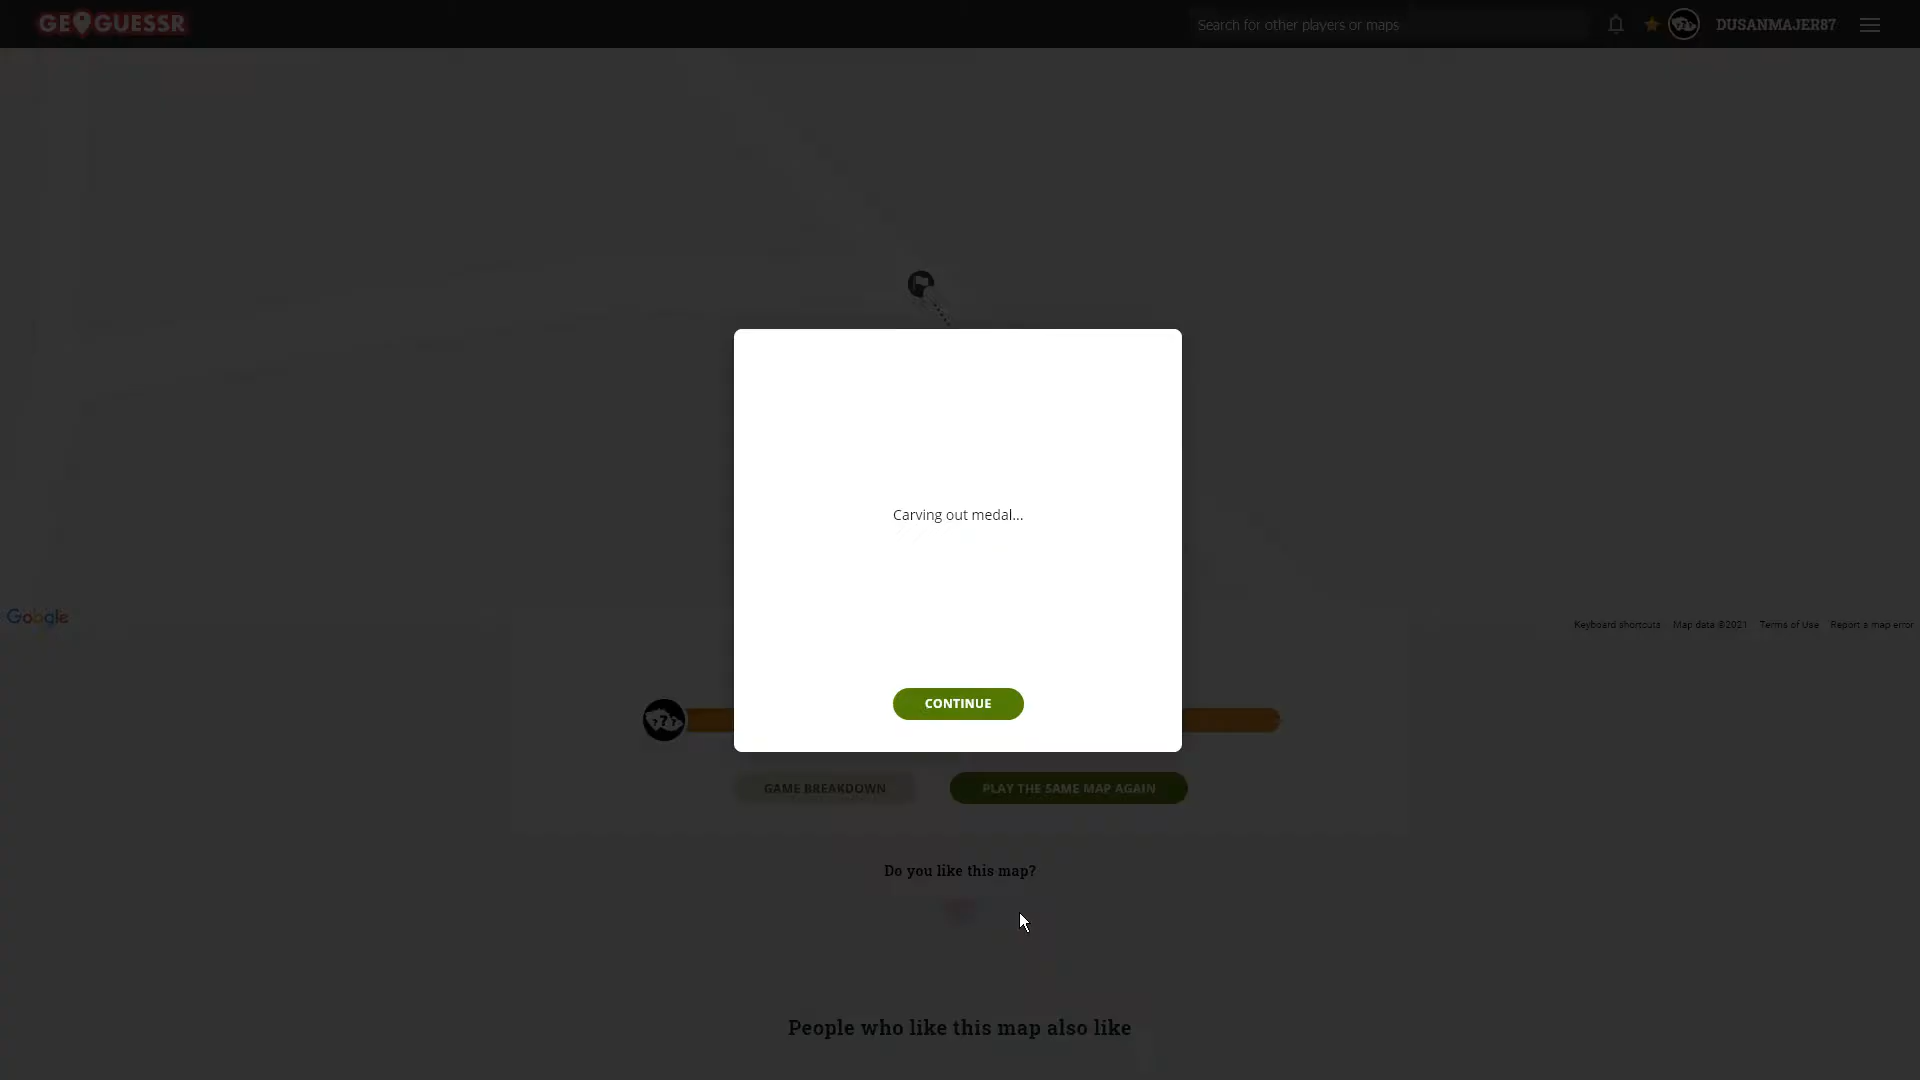 GEOGUESSR
Search for other players or maps
DUSANMAJER87
Carving out medal...
Google
Keyboard shortcuts Map data ©2021 Terms of Use Report a map error
CONTINUE
GAME BREAKDOWN
PLAY THE SAME MAP AGAIN
Do you like this map?
People who like this map also like